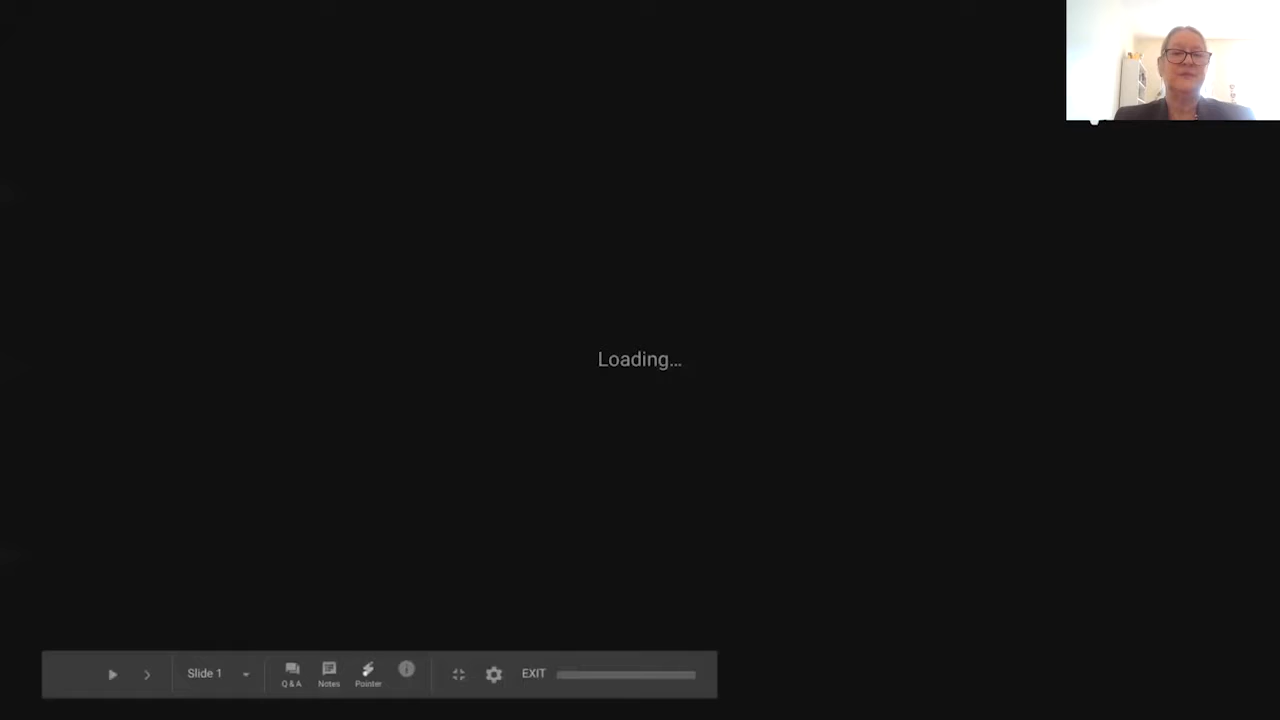 Loading...
Slide 1
Q & A
Notes
Pointer
EXIT